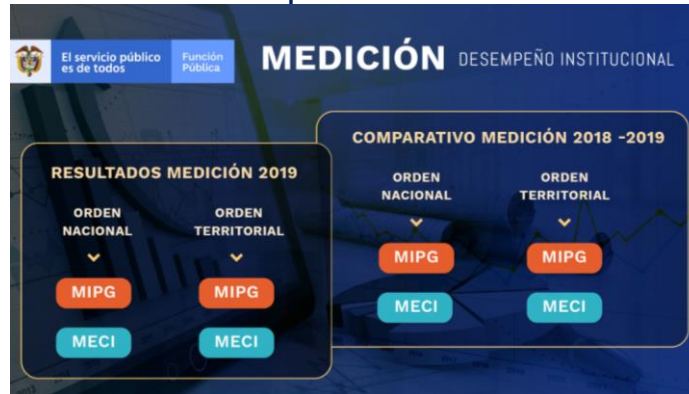 El servicio público
es de todos
Función
Pública
MEDICIÓN DESEMPEÑO INSTITUCIONAL
COMPARATIVO MEDICIÓN 2018 -2019
ORDEN
NACIONAL
ORDEN
TERRITORIAL
MIPG
MIPG
MECI
MECI
RESULTADOS MEDICIÓN 2019
ORDEN
NACIONAL
ORDEN
TERRITORIAL
MIPG
MIPG
MECI
MECI